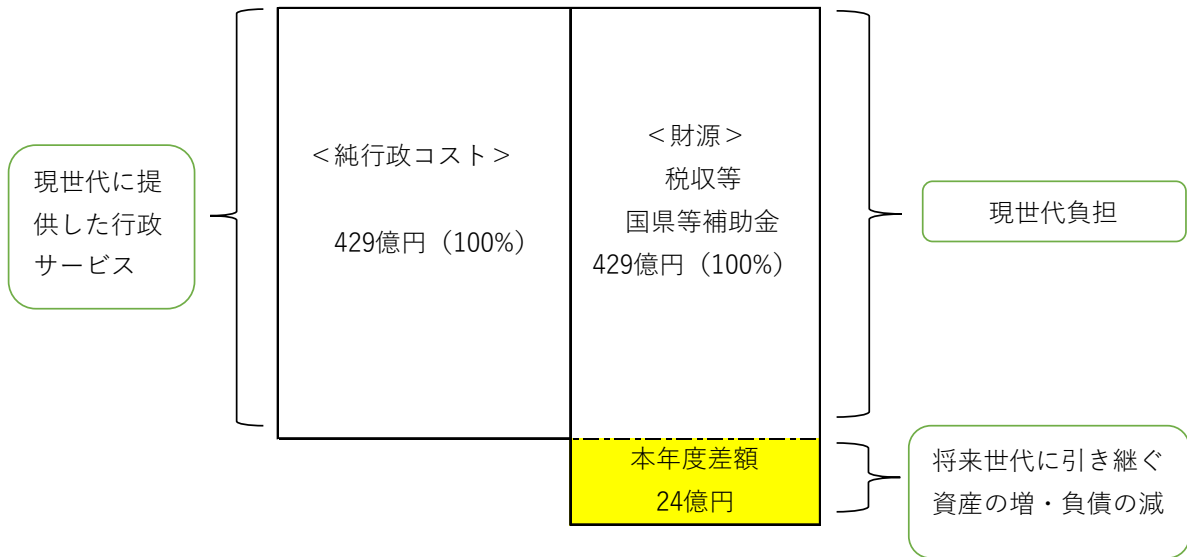 現世代に提
供した行政
サービス
＜純行政コスト＞
429億円（100%）
＜財源＞
税収等
国県等補助金
429億円（100%）
現世代負担
本年度差額
24億円
将来世代に引き継ぐ
資産の増・負債の減